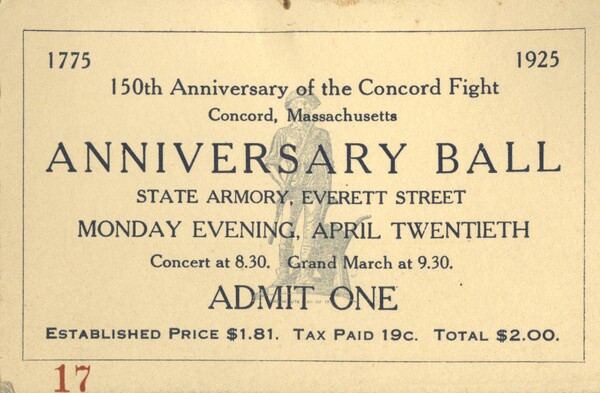 1775 1925
150th Anniversary of the Concord Fight
Concord, Massachusetts
ANNIVERSARY BALL
STATE ARMORY, EVERETT STREET
MONDAY EVENING, APRIL TWENTIETH
Concert at 8.30. Grand March at 9.30.
ADMIT ONE
ESTABLISHED PRICE $1.81. TAX PAID 19C. TOTAL $2.00.
17